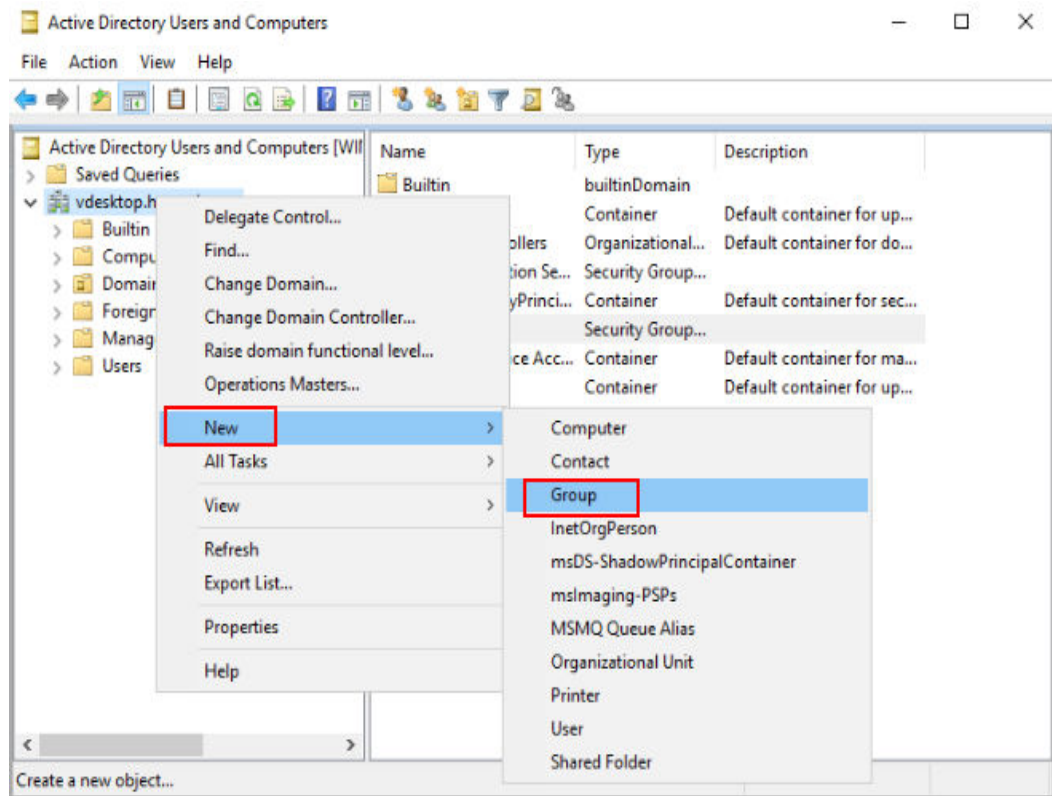 Active Directory Users and Computers
File Action View Help
Active Directory Users and Computers [WIN
Saved Queries
vdesktop.h
Builtin
Compu
Domain
Foreign
Manag
Users
Name Type Description
Builtin builtinDomain
Container Default container for up...
ollers Organizational... Default container for do...
tion Se... Security Group...
yPrinci... Container Default container for sec...
Security Group...
ce Acc... Container Default container for ma...
Container Default container for up...
Delegate Control...
Find...
Change Domain...
Change Domain Controller...
Raise domain functional level...
Operations Masters...
New
All Tasks
View
Refresh
Export List...
Properties
Help
Computer
Contact
Group
InetOrgPerson
msDS-ShadowPrincipalContainer
msImaging-PSPs
MSMQ Queue Alias
Organizational Unit
Printer
User
Shared Folder
Create a new object...